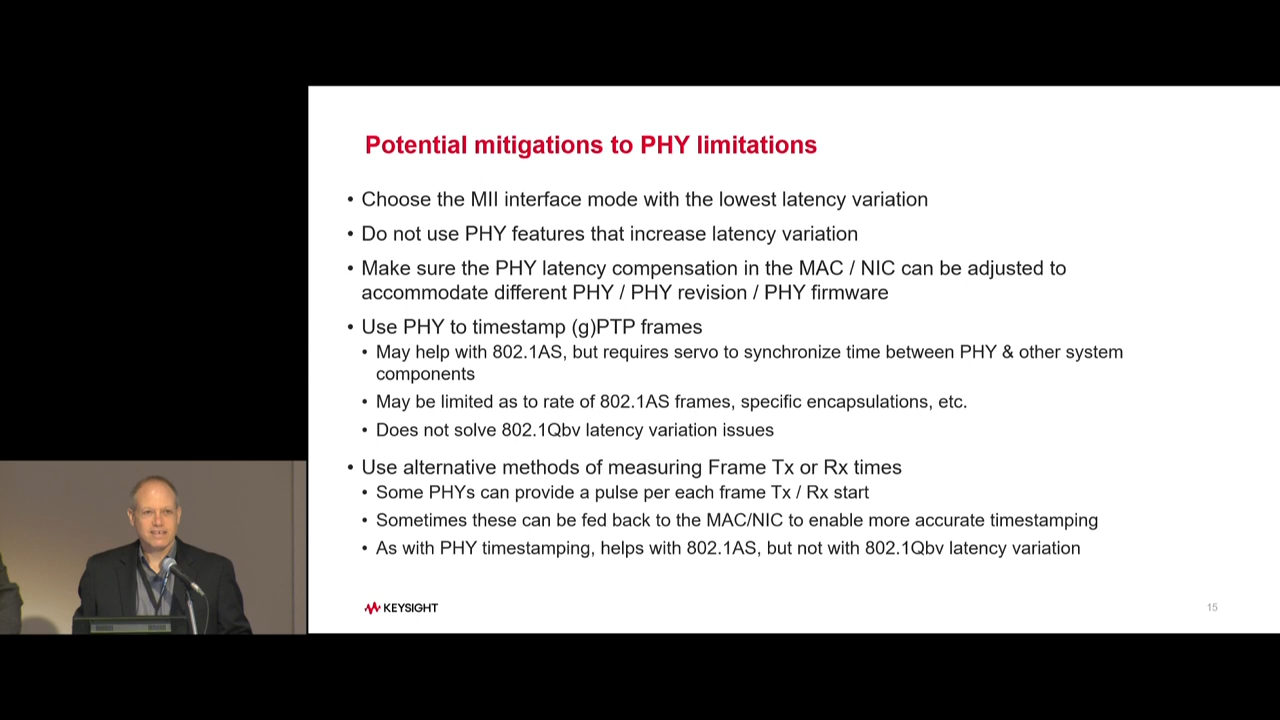 Potential mitigations to PHY limitations
• Choose the MII interface mode with the lowest latency variation
• Do not use PHY features that increase latency variation
• Make sure the PHY latency compensation in the MAC / NIC can be adjusted to
accommodate different PHY / PHY revision / PHY firmware
• Use PHY to timestamp (g)PTP frames
• May help with 802.1AS, but requires servo to synchronize time between PHY & other system
components
• May be limited as to rate of 802.1AS frames, specific encapsulations, etc.
• Does not solve 802.1Qbv latency variation issues
• Use alternative methods of measuring Frame Tx or Rx times
• Some PHYs can provide a pulse per each frame Tx / Rx start
• Sometimes these can be fed back to the MAC/NIC to enable more accurate timestamping
• As with PHY timestamping, helps with 802.1AS, but not with 802.1Qbv latency variation
KEYSIGHT
15